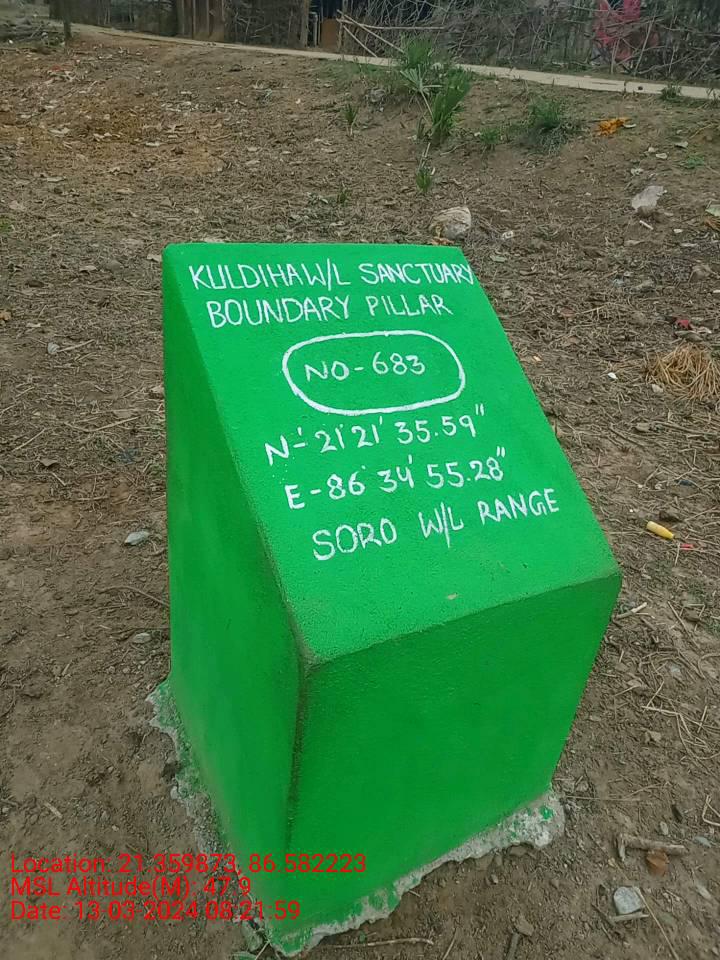 KULDIHA W/L SANCTUARY
BOUNDARY PILLAR
NO-683
N-'21'21' 35.59"
E-86 34' 55.28"
SORO W/L RANGE
Location: 21.359873, 86.582223
MSL Altitude(M): 47.9
Date: 13-03-2024 08:21:59